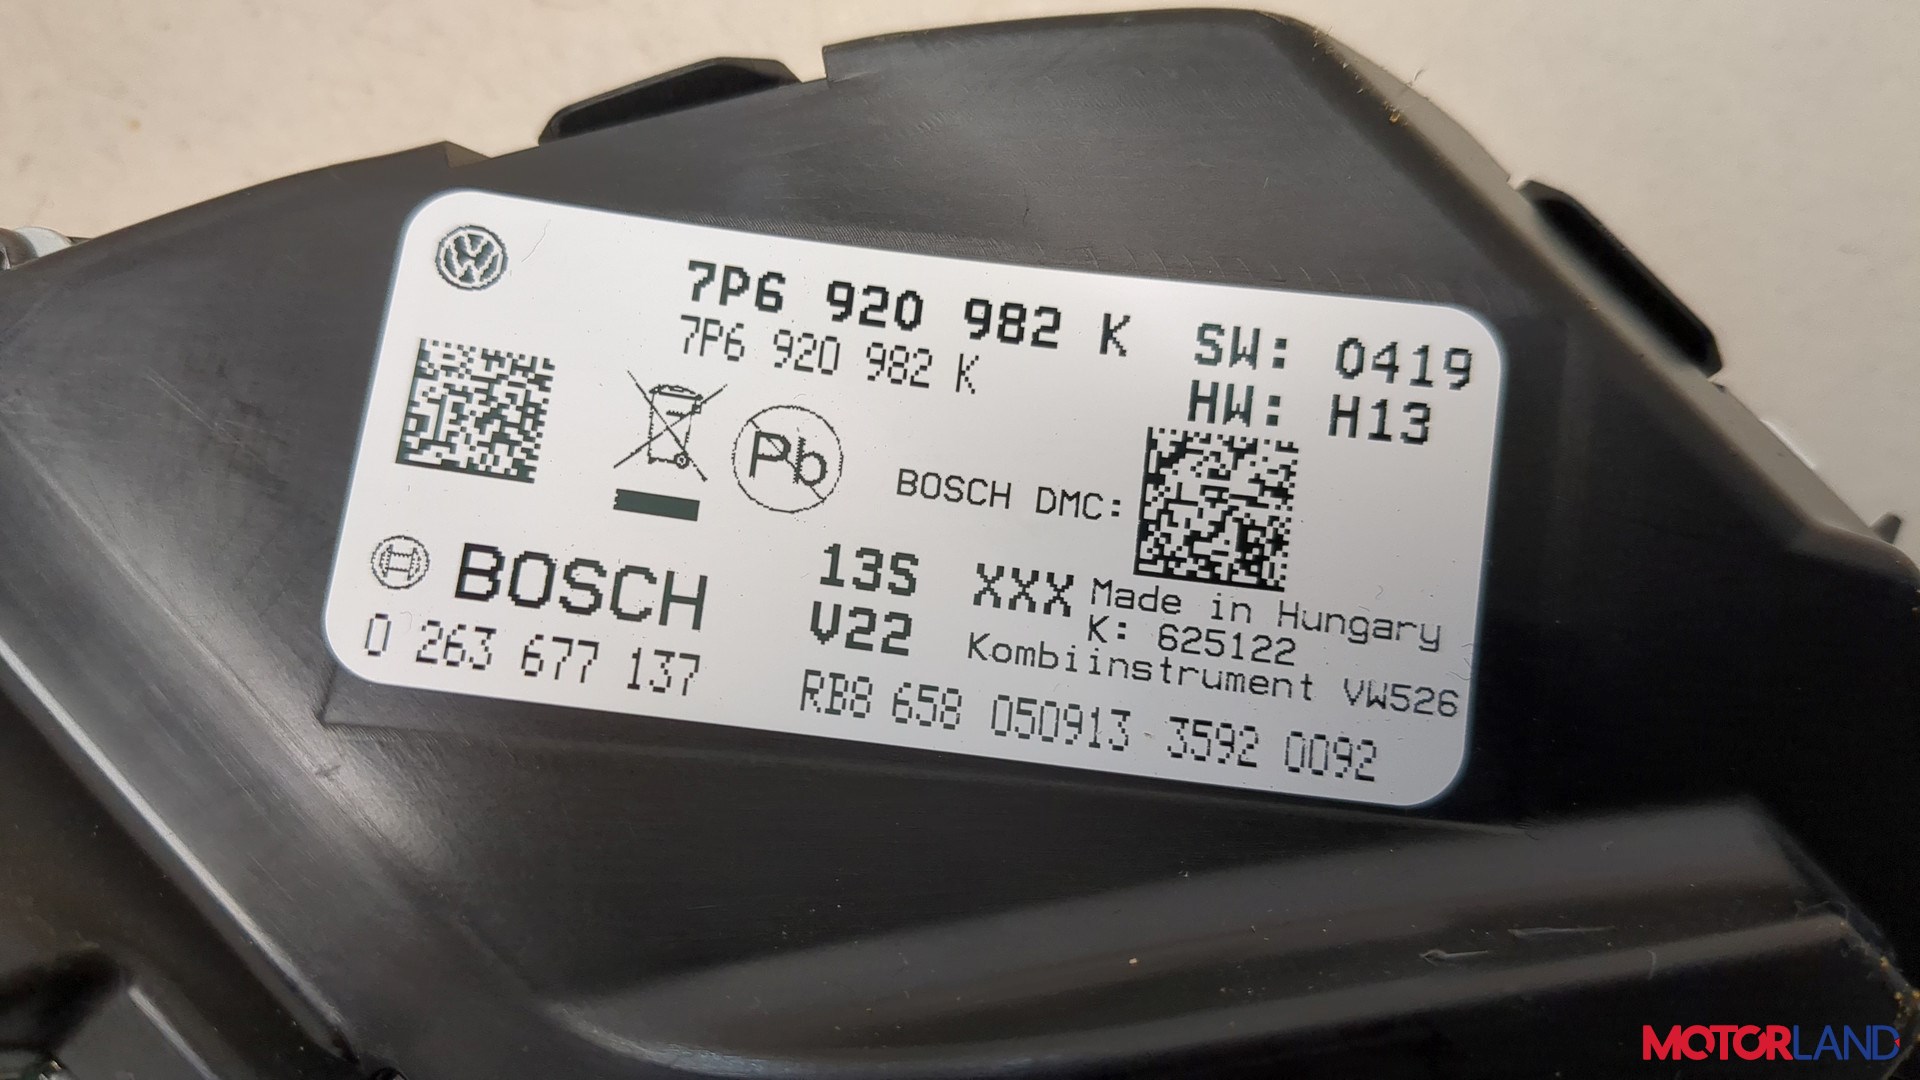 7P6 920 982 K
7P6 920 982 K
SW: 0419
HW: H13
Pb
BOSCH DMC:
BOSCH
0 263 677 137
13S
V22
XXX
Made in Hungary
K: 625122
Kombiinstrument VW526
RB8 658 050913 3592 0092
MOTORLAND